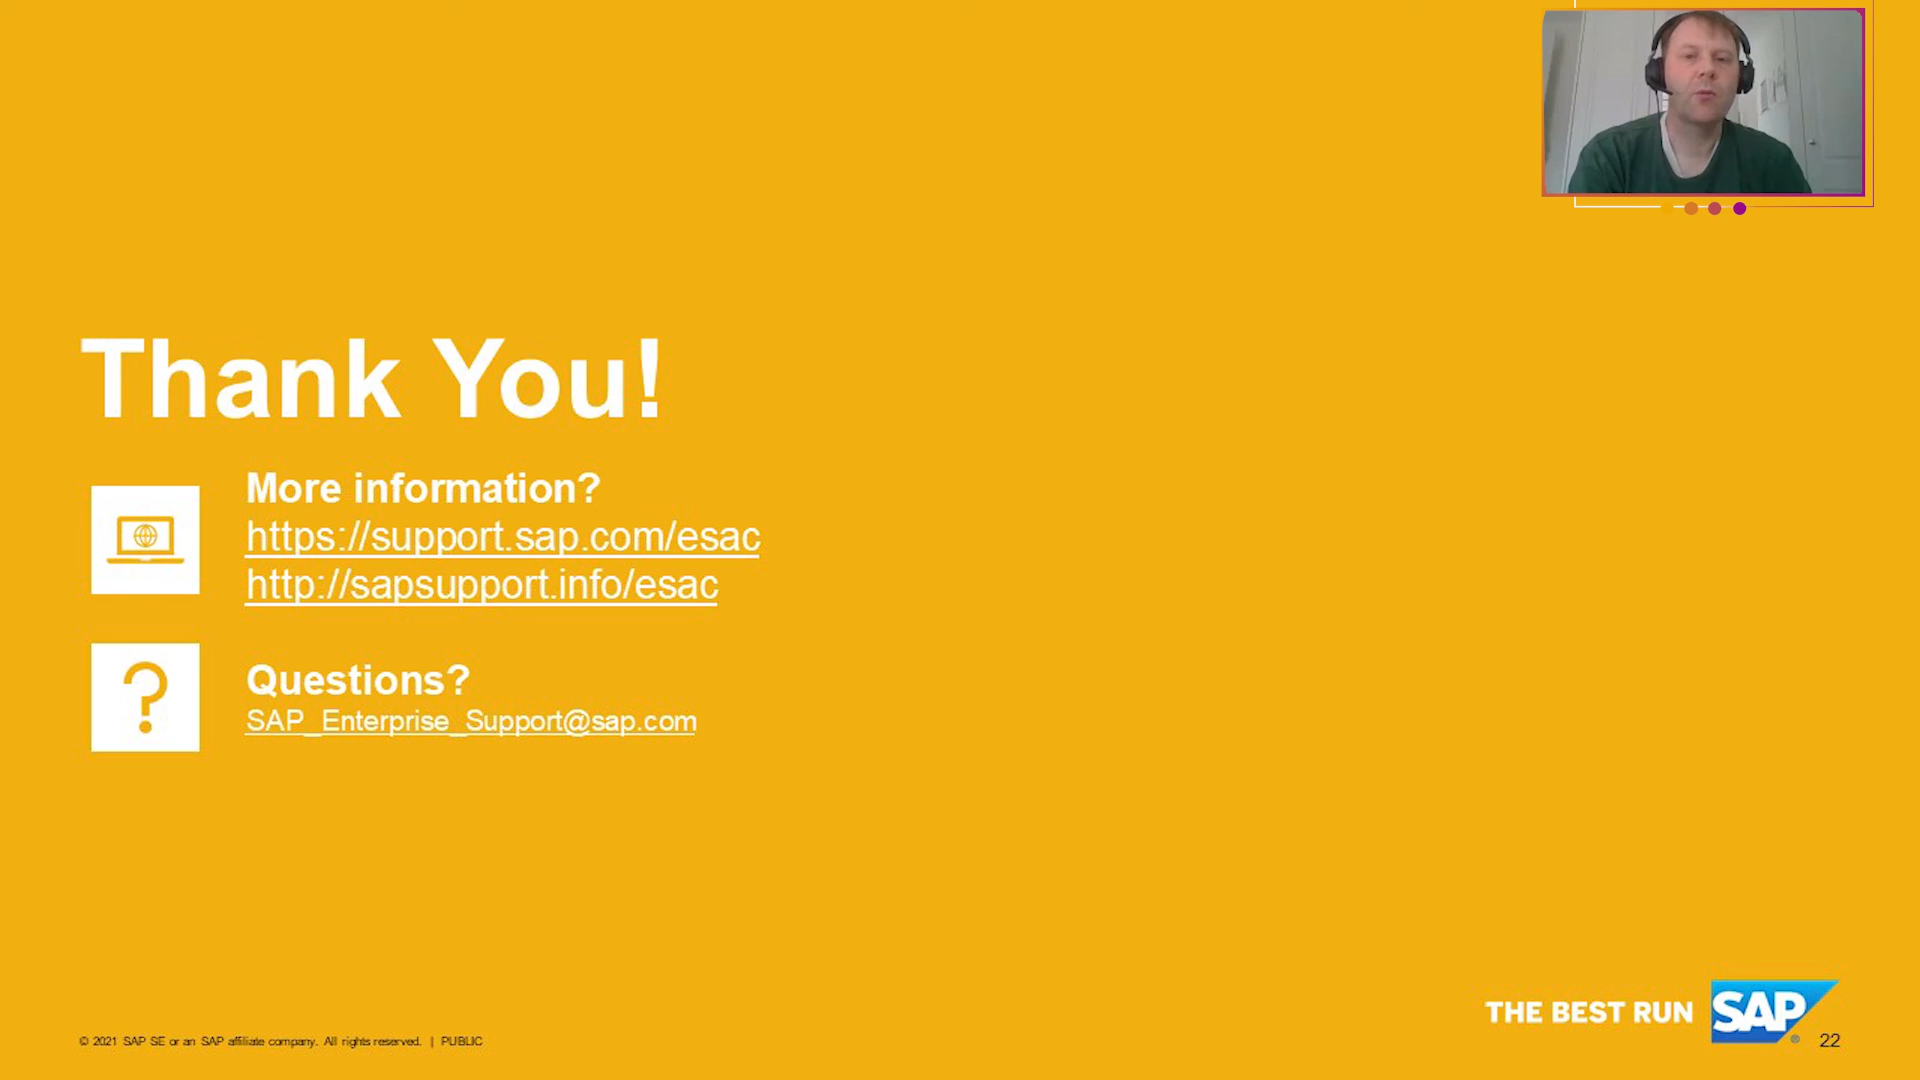 Thank You!
More information?
https://support.sap.com/esac
http://sapsupport.info/esac
Questions?
SAP_Enterprise_Support@sap.com
THE BEST RUN SAP ®
© 2021 SAP SE or an SAP affiliate company. All rights reserved. | PUBLIC
22